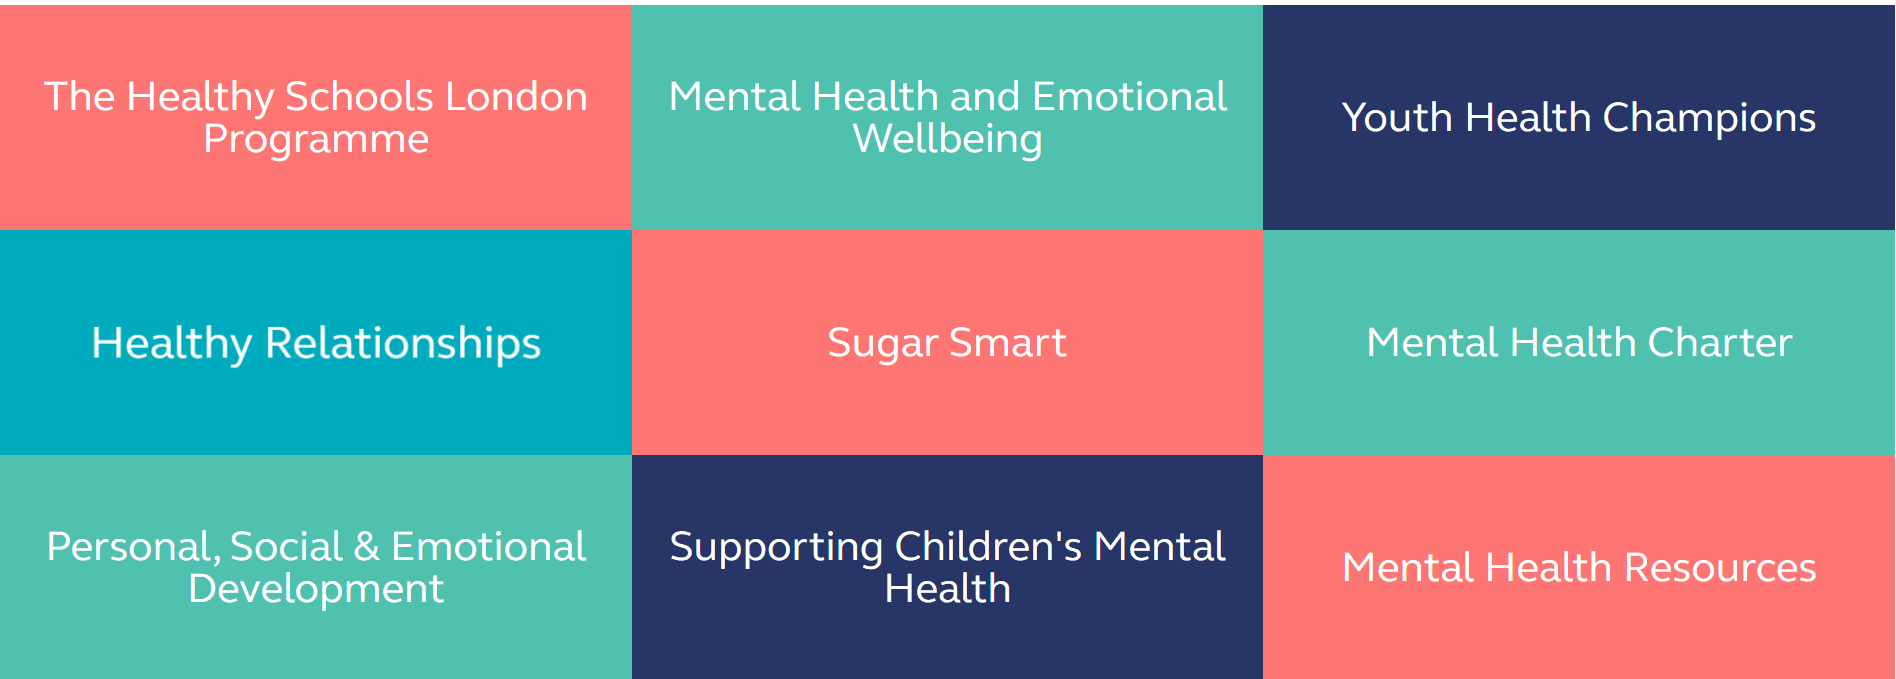 The Healthy Schools London
Programme
Mental Health and Emotional
Wellbeing
Youth Health Champions
Healthy Relationships
Sugar Smart
Mental Health Charter
Personal, Social & Emotional
Development
Supporting Children's Mental
Health
Mental Health Resources